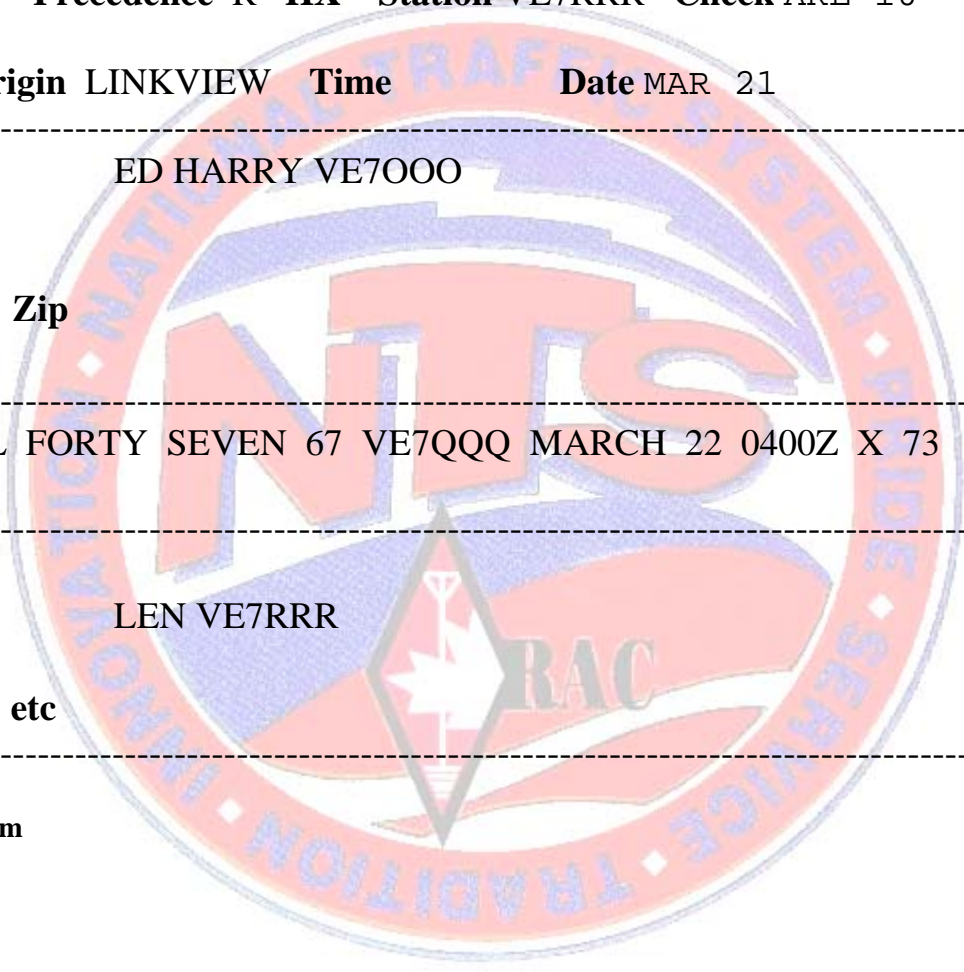 Precedence R HX Station VE7RRR Check ARL 10
rigin LINKVIEW Time Date MAR 21
ED HARRY VE7OOO
Zip
FORTY SEVEN 67 VE7QQQ MARCH 22 0400Z X 73
LEN VE7RRR
etc
m
NATIONAL TRAFFIC SYSTEM • PRIDE • SERVICE • TRADITION • INNOVATION •
NTS
RAC